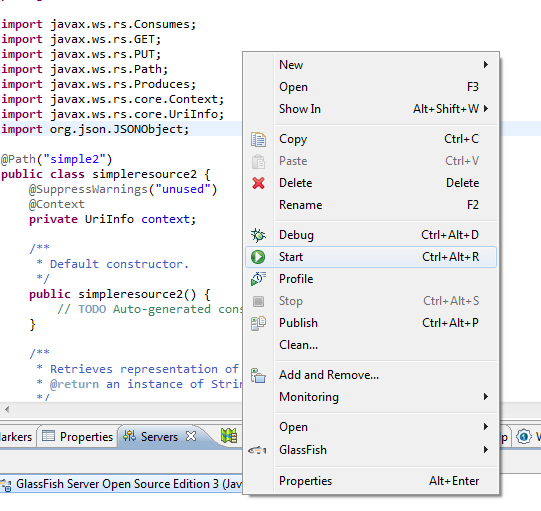 import javax.ws.rs.Consumes;
import javax.ws.rs.GET;
import javax.ws.rs.PUT;
import javax.ws.rs.Path;
import javax.ws.rs.Produces;
import javax.ws.rs.core.Context;
import javax.ws.rs.core.UriInfo;
import org.json.JSONObject;
@Path("simple2")
public class simpleresource2 {
@SuppressWarnings("unused")
@Context
private UriInfo context;
/**
* Default constructor.
*/
public simpleresource2() {
// TODO Auto-generated cons
}
/**
* Retrieves representation of
* @return an instance of Strin
*/
New
Open F3
Show In Alt+Shift+W
Copy Ctrl+C
Paste Ctrl+V
Delete Delete
Rename F2
Debug Ctrl+Alt+D
Start Ctrl+Alt+R
Profile
Stop Ctrl+Alt+S
Publish Ctrl+Alt+P
Clean...
Add and Remove...
Monitoring
Open
GlassFish
Properties Alt+Enter
larkers Properties Servers p W
GlassFish Server Open Source Edition 3 (Jav